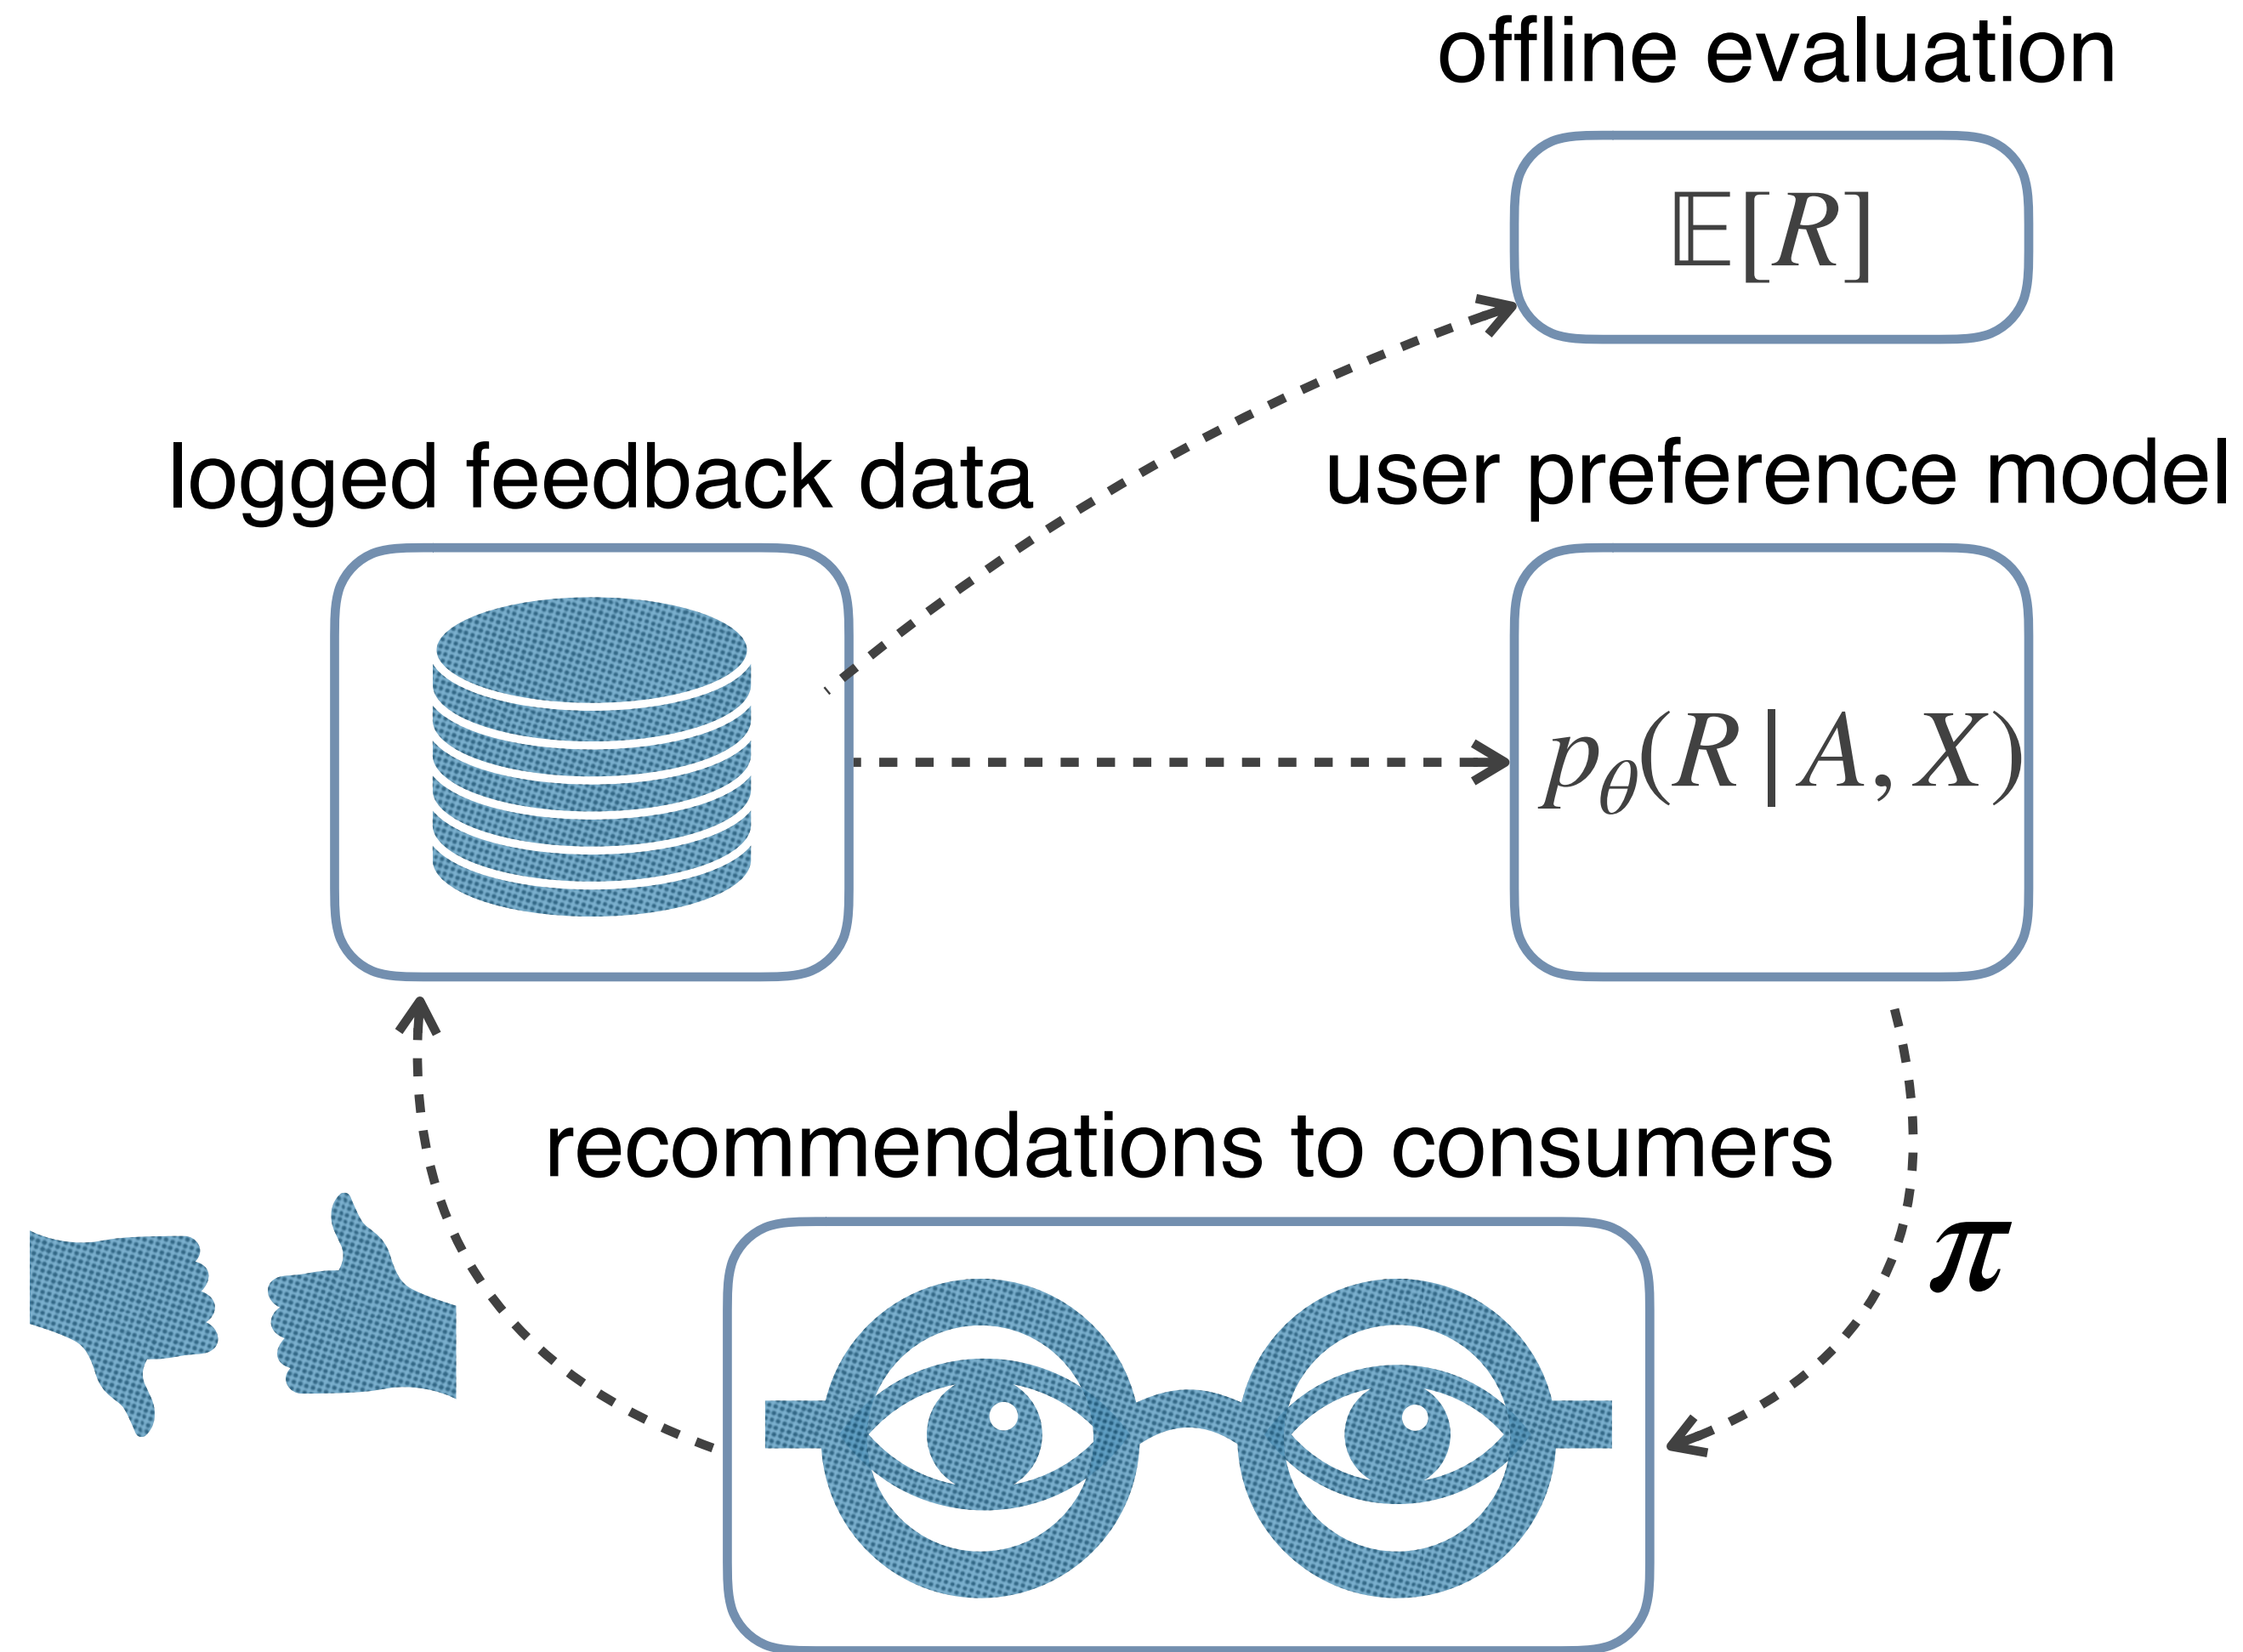 offline evaluation
𝔼[R]
logged feedback data
user preference model
pθ(R|A, X)
recommendations to consumers
π